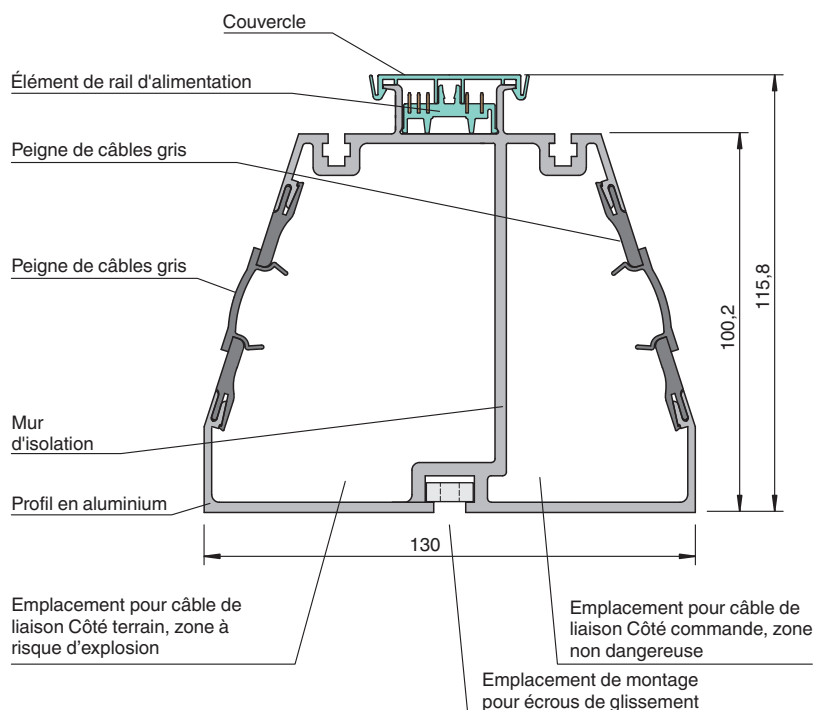 Couvercle
Élément de rail d'alimentation
Peigne de câbles gris
Peigne de câbles gris
115,8
100,2
Mur
d'isolation
Profil en aluminium
130
Emplacement pour câble de
liaison Côté terrain, zone à
risque d’explosion
Emplacement pour câble de
liaison Côté commande, zone
non dangereuse
Emplacement de montage
pour écrous de glissement